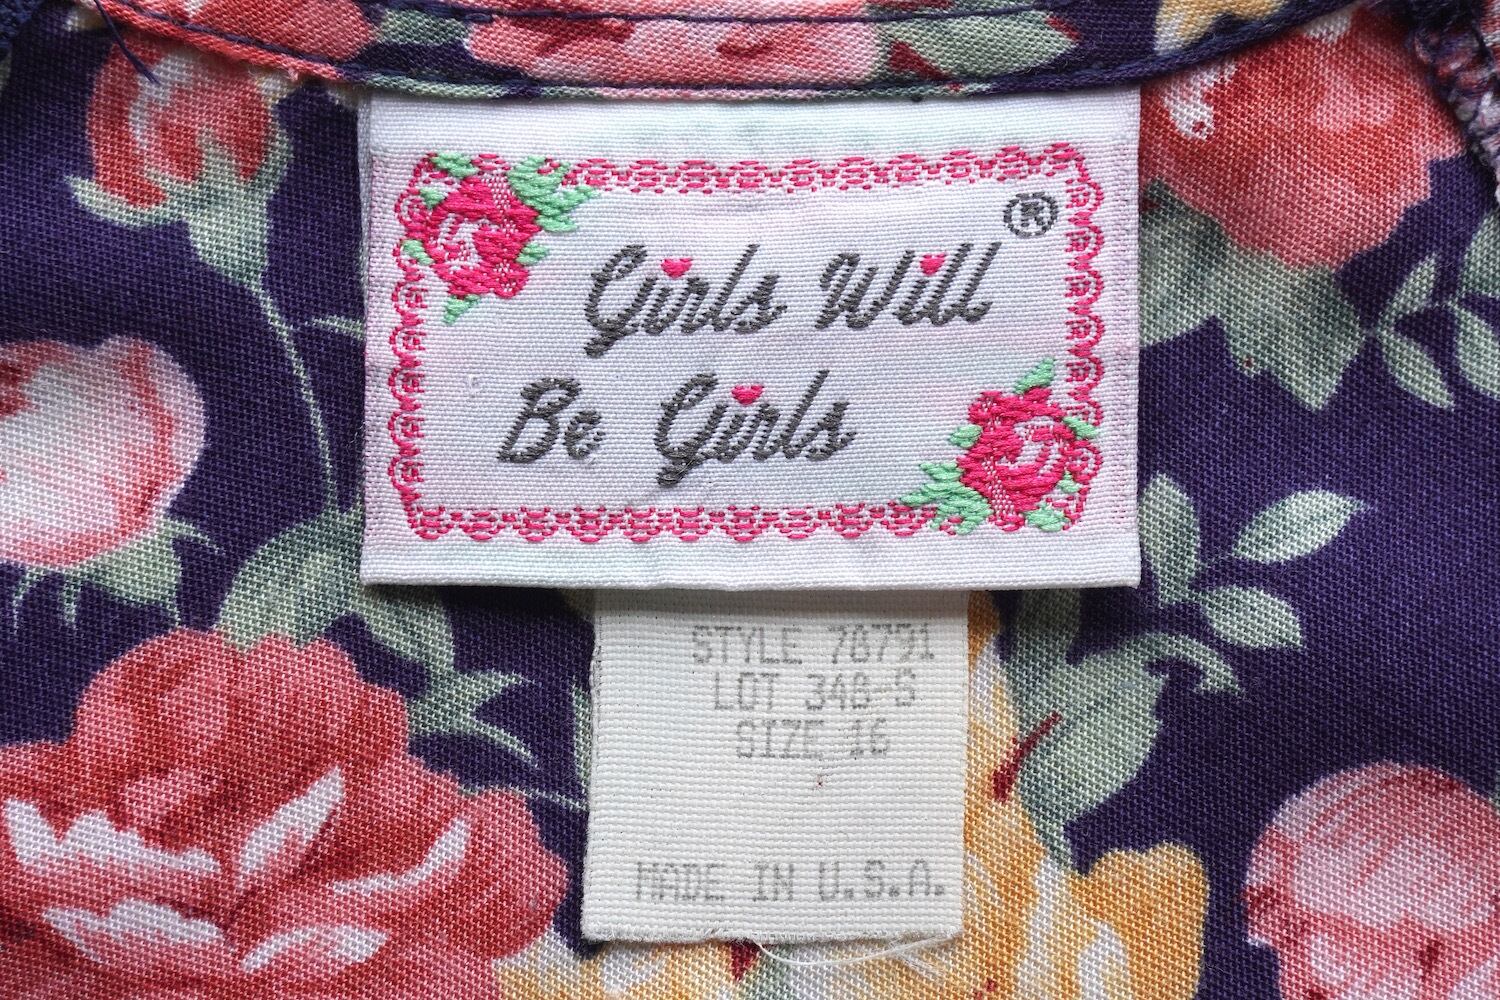 Girls Will ®
Be Girls
STYLE 78791
LOT 348-S
SIZE 16
MADE IN U.S.A.